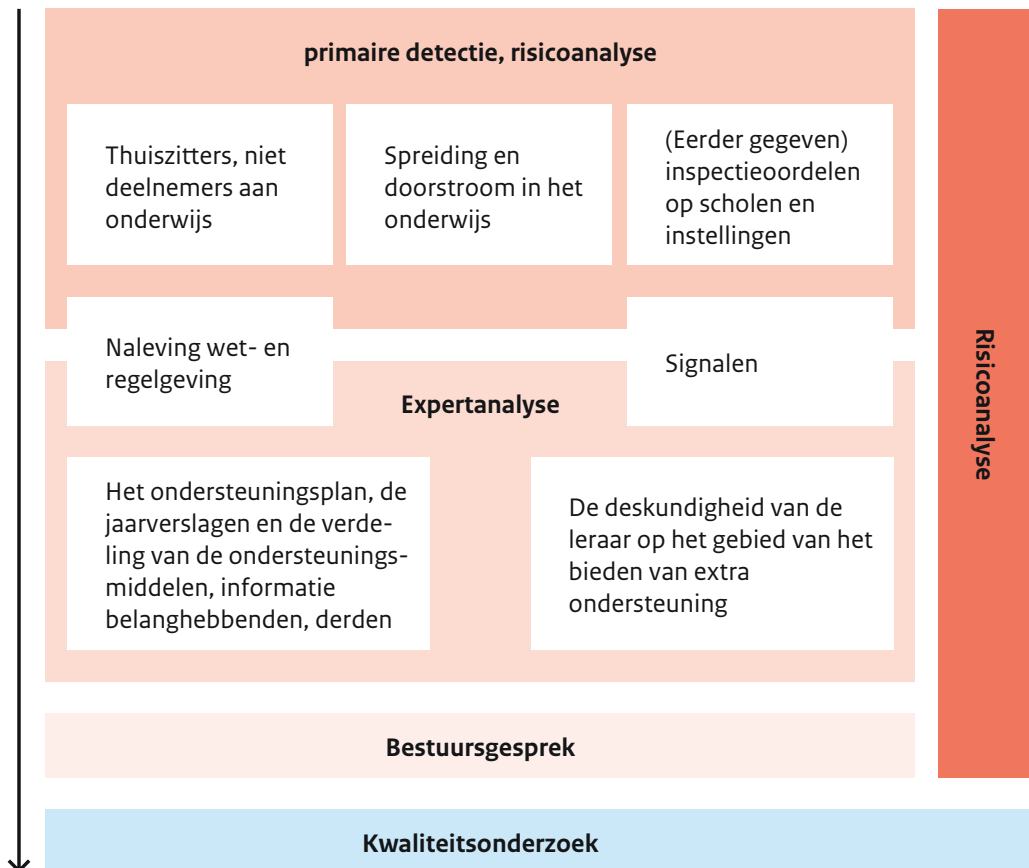 primaire detectie, risicoanalyse
Thuiszitters, niet
deelnemers aan
onderwijs
Spreiding en
doorstroom in het
onderwijs
(Eerder gegeven)
inspectieoordelen
op scholen en
instellingen
Naleving wet- en
regelgeving
Signalen
Expertanalyse
Het ondersteuningsplan, de
jaarverslagen en de verde-
ling van de ondersteunings-
middelen, informatie
belanghebbenden, derden
De deskundigheid van de
leraar op het gebied van het
bieden van extra
ondersteuning
Bestuursgesprek
Risicoanalyse
Kwaliteitsonderzoek